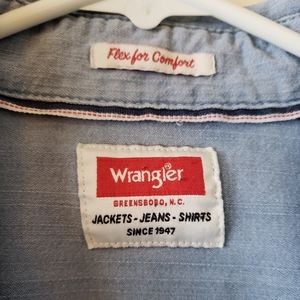 Flex for Comfort
Wrangler
GREENSBORO, N.C.
JACKETS - JEANS - SHIRTS
SINCE 1947